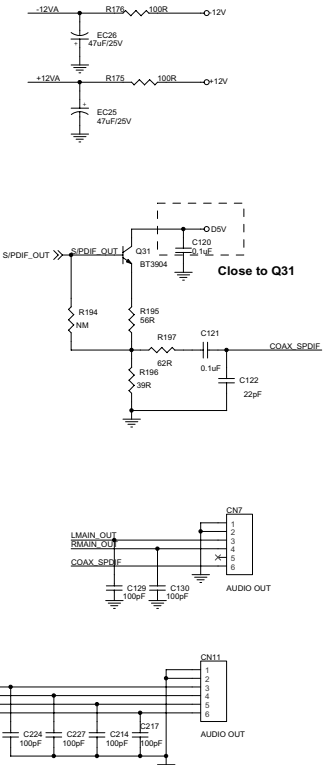 -12VA R176 100R -12V
EC26
47uF/25V
+12VA R175 100R +12V
EC25
47uF/25V
D5V
S/PDIF_OUT S/PDIF_OUT Q31 C120
BT3904 0.1uF
Close to Q31
R194 R195
NM 56R
R197 C121
COAX_SPDIF
62R 0.1uF
R196 C122
39R 22pF
CN7
1
2
LMAIN_OUT 3
RMAIN_OUT 4
5
COAX_SPDIF 6
C129 C130 AUDIO OUT
100pF 100pF
CN11
1
2
3
4
5
6
C217
C224 C227 C214 AUDIO OUT
100pF 100pF 100pF 100pF